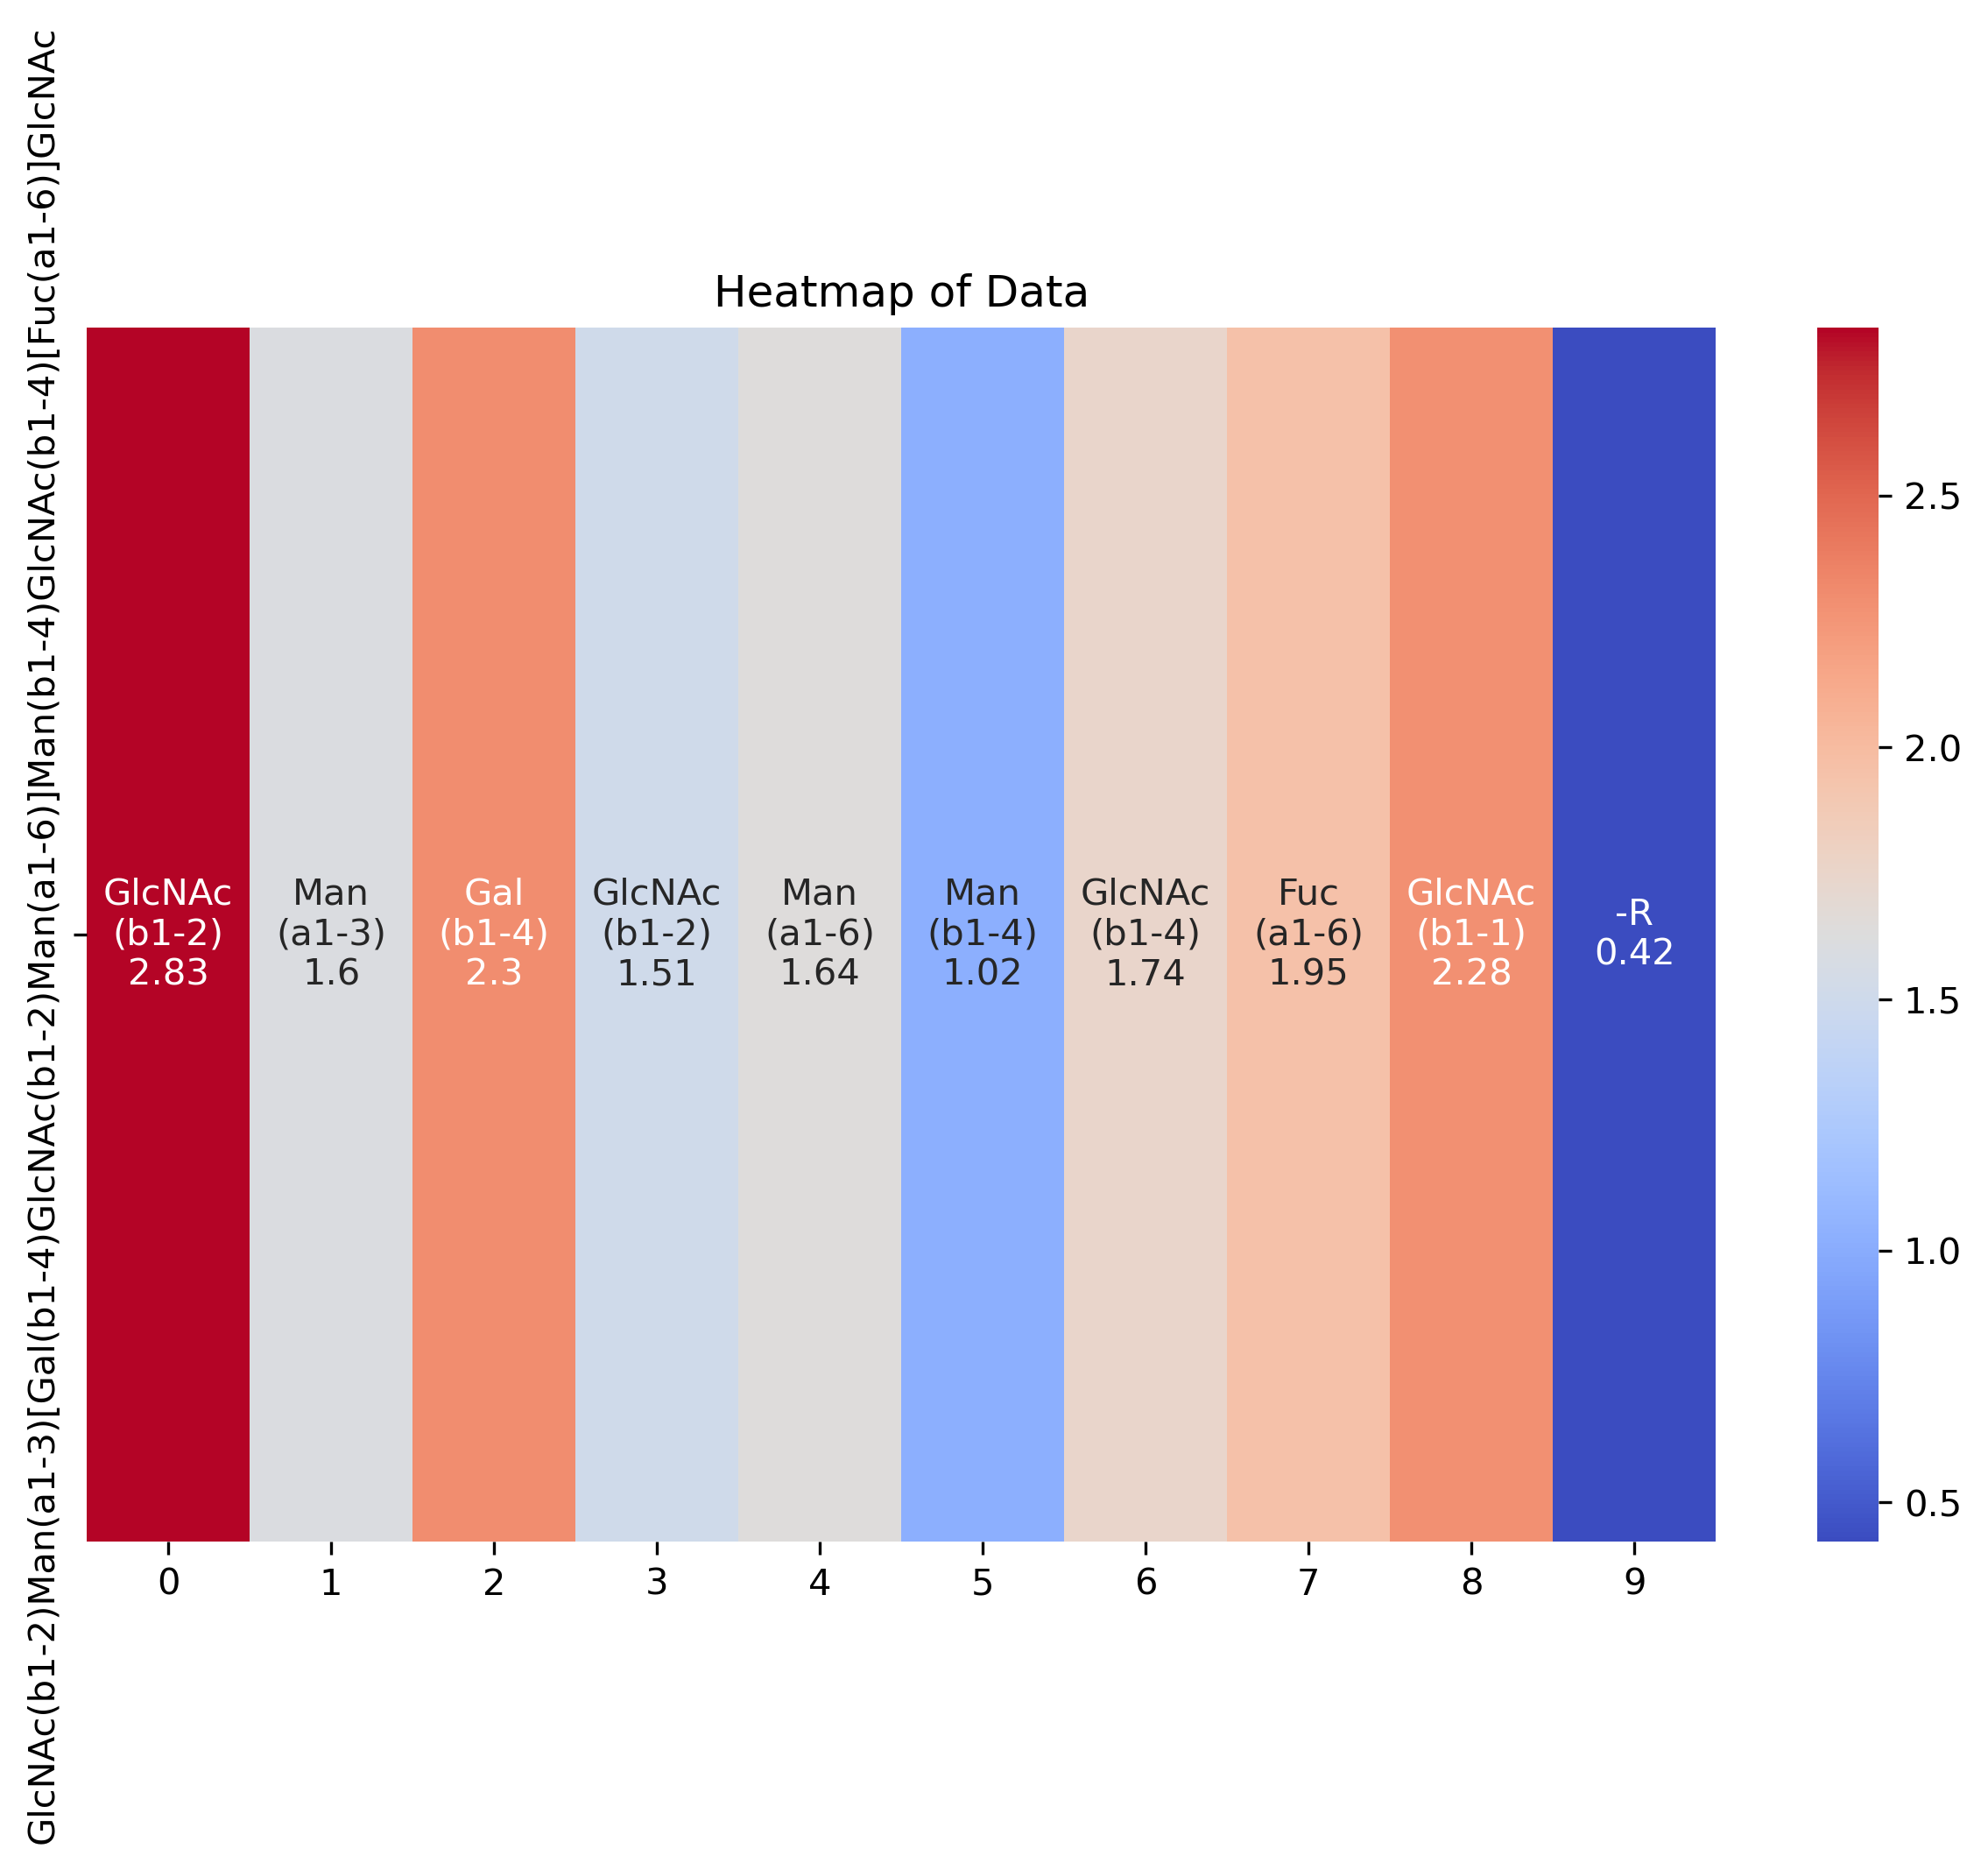 Heatmap of Data
GlcNAc(b1-2)Man(a1-3)[Gal(b1-4)GlcNAc(b1-2)Man(a1-6)]Man(b1-4)GlcNAc(b1-4)[Fuc(a1-6)]GlcNAc
GlcNAc
(b1-2)
2.83
Man
(a1-3)
1.6
Gal
(b1-4)
2.3
GlcNAc
(b1-2)
1.51
Man
(a1-6)
1.64
Man
(b1-4)
1.02
GlcNAc
(b1-4)
1.74
Fuc
(a1-6)
1.95
GlcNAc
(b1-1)
2.28
-R
0.42
0 1 2 3 4 5 6 7 8 9
2.5
2.0
1.5
1.0
0.5